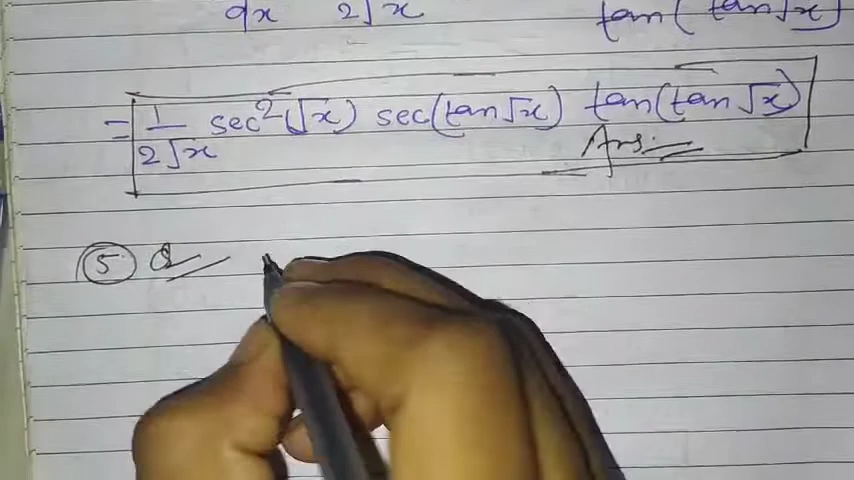 dx 2√x tan(tan√x)
= 1/2√x sec²(√x) sec(tan√x) tan(tan√x)
Ans.
5 Q